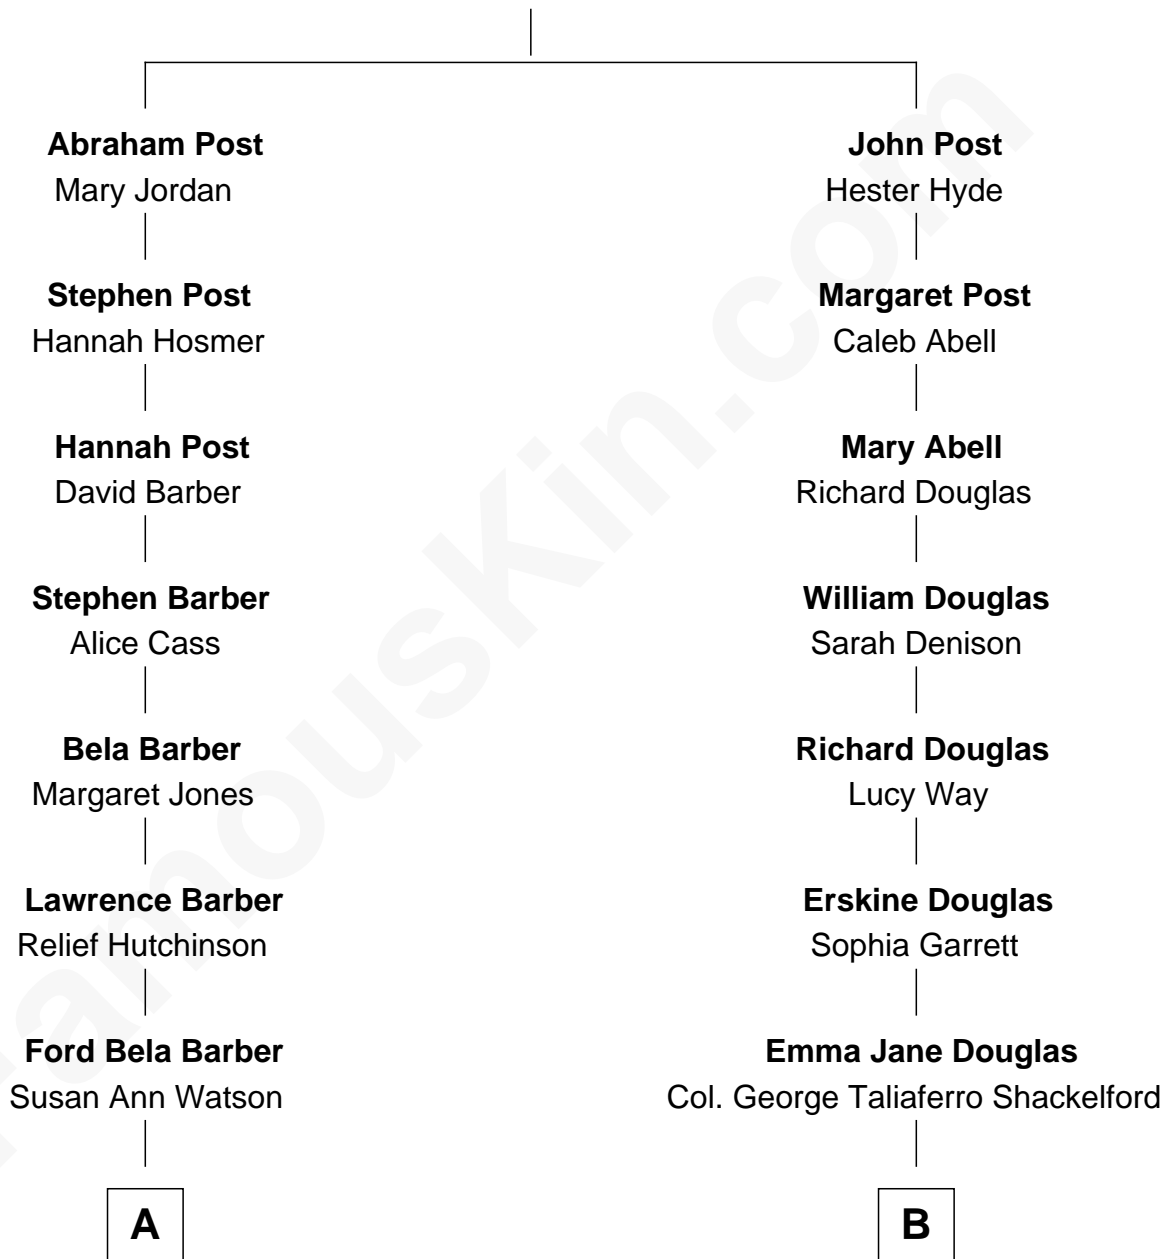 Abraham Post
Mary Jordan
Stephen Post
Hannah Hosmer
Hannah Post
David Barber
Stephen Barber
Alice Cass
Bela Barber
Margaret Jones
Lawrence Barber
Relief Hutchinson
Ford Bela Barber
Susan Ann Watson
A
John Post
Hester Hyde
Margaret Post
Caleb Abell
Mary Abell
Richard Douglas
William Douglas
Sarah Denison
Richard Douglas
Lucy Way
Erskine Douglas
Sophia Garrett
Emma Jane Douglas
Col. George Taliaferro Shackelford
B
FamousKin.com